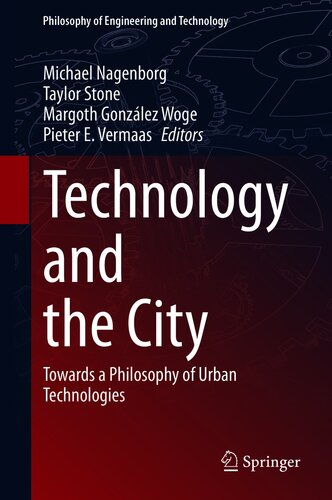 Philosophy of Engineering and Technology
Michael Nagenborg
Taylor Stone
Margoth González Woge
Pieter E. Vermaas Editors
Technology
and
the City
Towards a Philosophy of Urban
Technologies
Springer